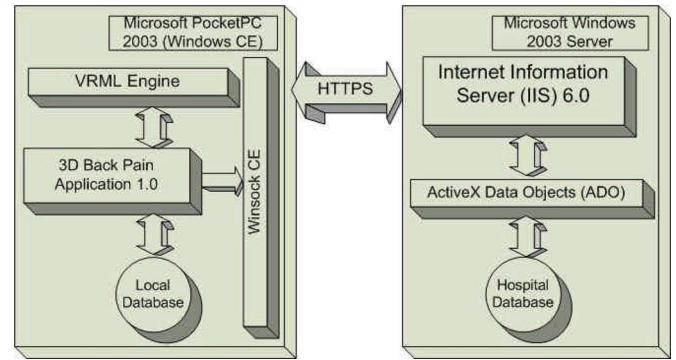 Microsoft PocketPC
2003 (Windows CE)
VRML Engine
3D Back Pain
Application 1.0
Winsock CE
Local
Database
HTTPS
Microsoft Windows
2003 Server
Internet Information
Server (IIS) 6.0
ActiveX Data Objects (ADO)
Hospital
Database